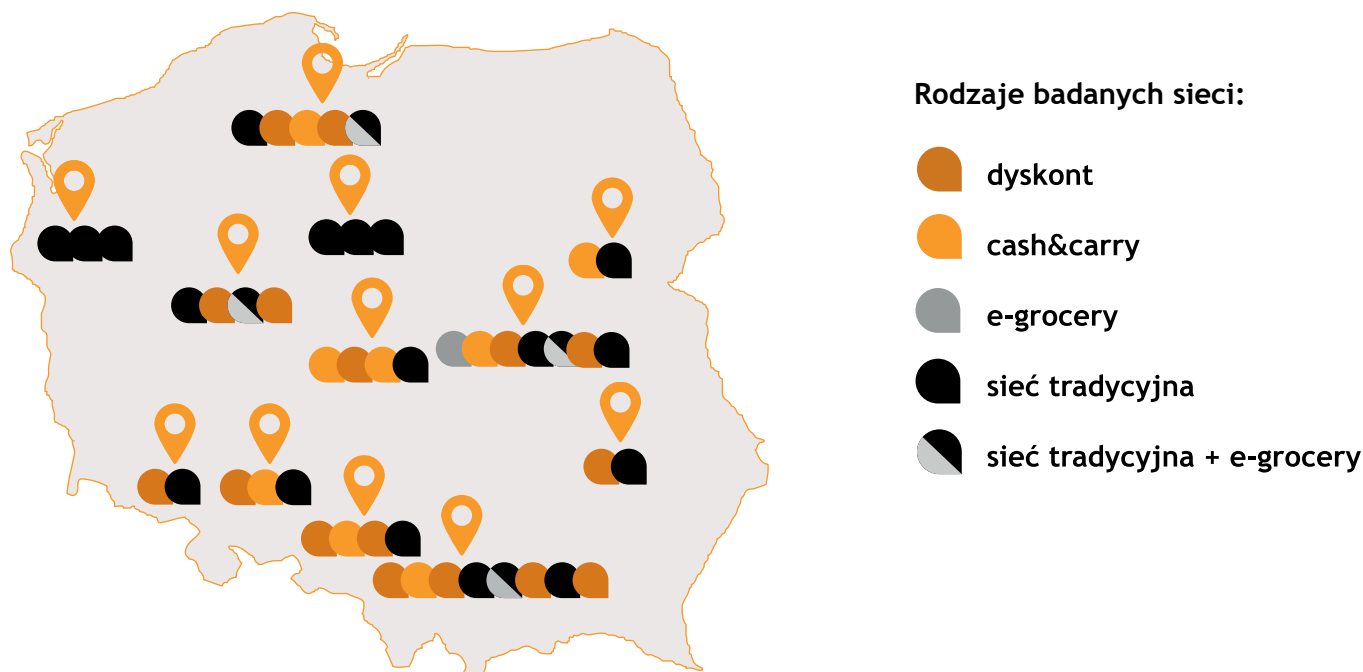 Rodzaje badanych sieci:
dyskont
cash&carry
e-grocery
sieć tradycyjna
sieć tradycyjna + e-grocery